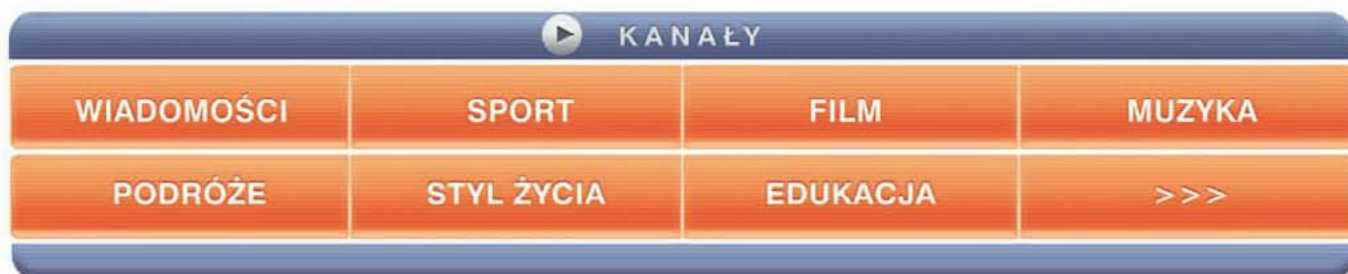 KANAŁY
WIADOMOŚCI SPORT FILM MUZYKA
PODRÓŻE STYL ŻYCIA EDUKACJA >>>